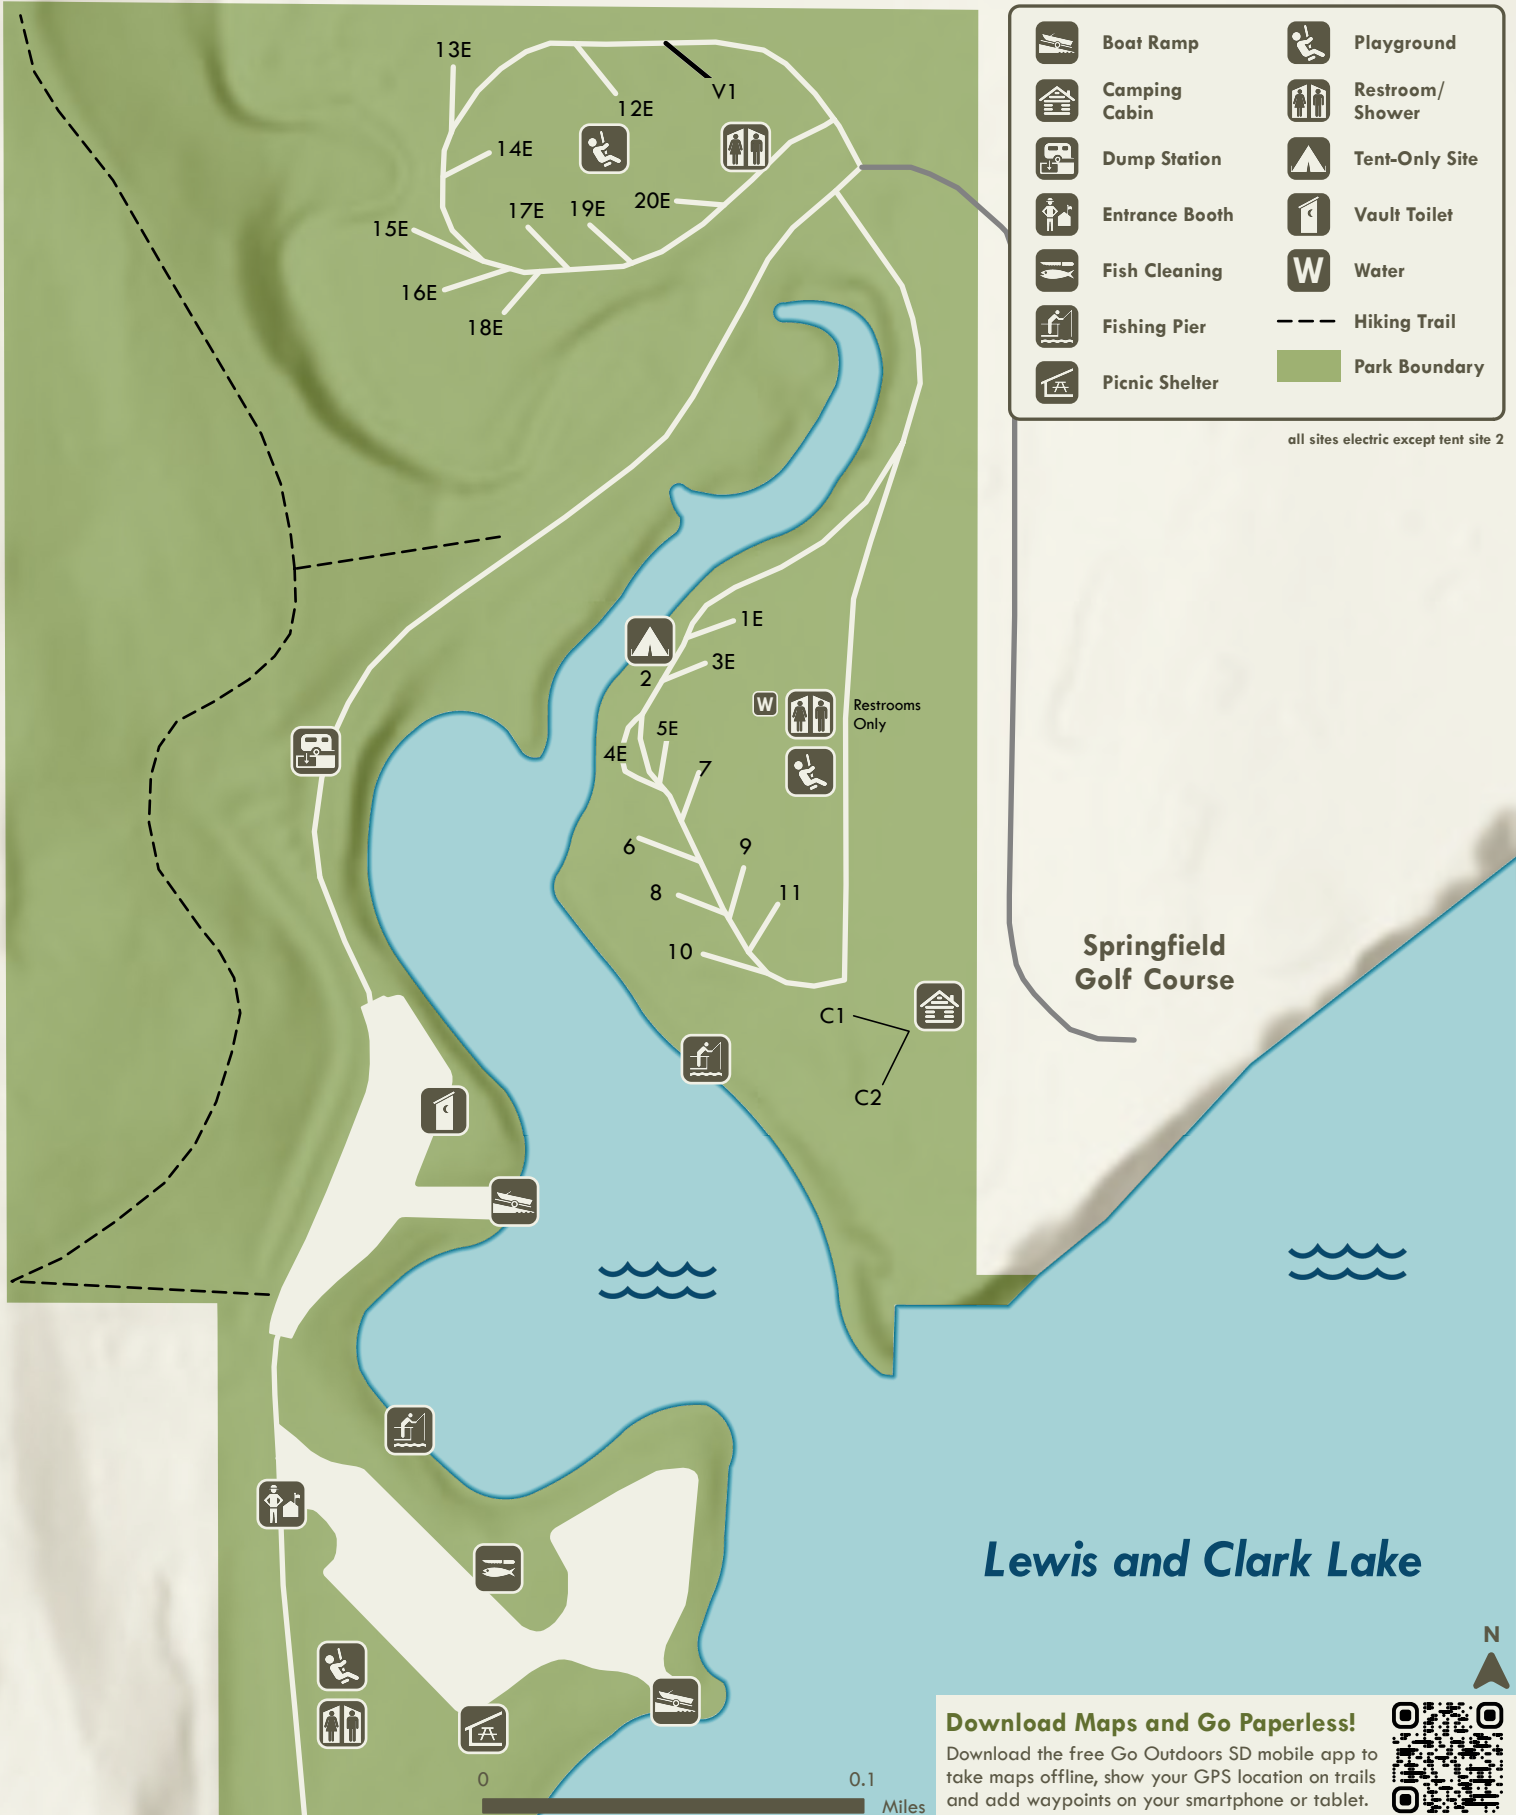 13E
V1
12E
14E
20E
17E
19E
15E
16E
18E
Boat Ramp
Camping
Cabin
Dump Station
Entrance Booth
Fish Cleaning
Fishing Pier
Picnic Shelter
Playground
Restroom/
Shower
Tent-Only Site
Vault Toilet
W
Water
Hiking Trail
Park Boundary
all sites electric except tent site 2
1E
3E
2
W
Restrooms
Only
5E
4E
7
6
9
8
11
10
Springfield
Golf Course
C1
C2
Lewis and Clark Lake
N
0
0.1
Miles
Download Maps and Go Paperless!
Download the free Go Outdoors SD mobile app to
take maps offline, show your GPS location on trails
and add waypoints on your smartphone or tablet.